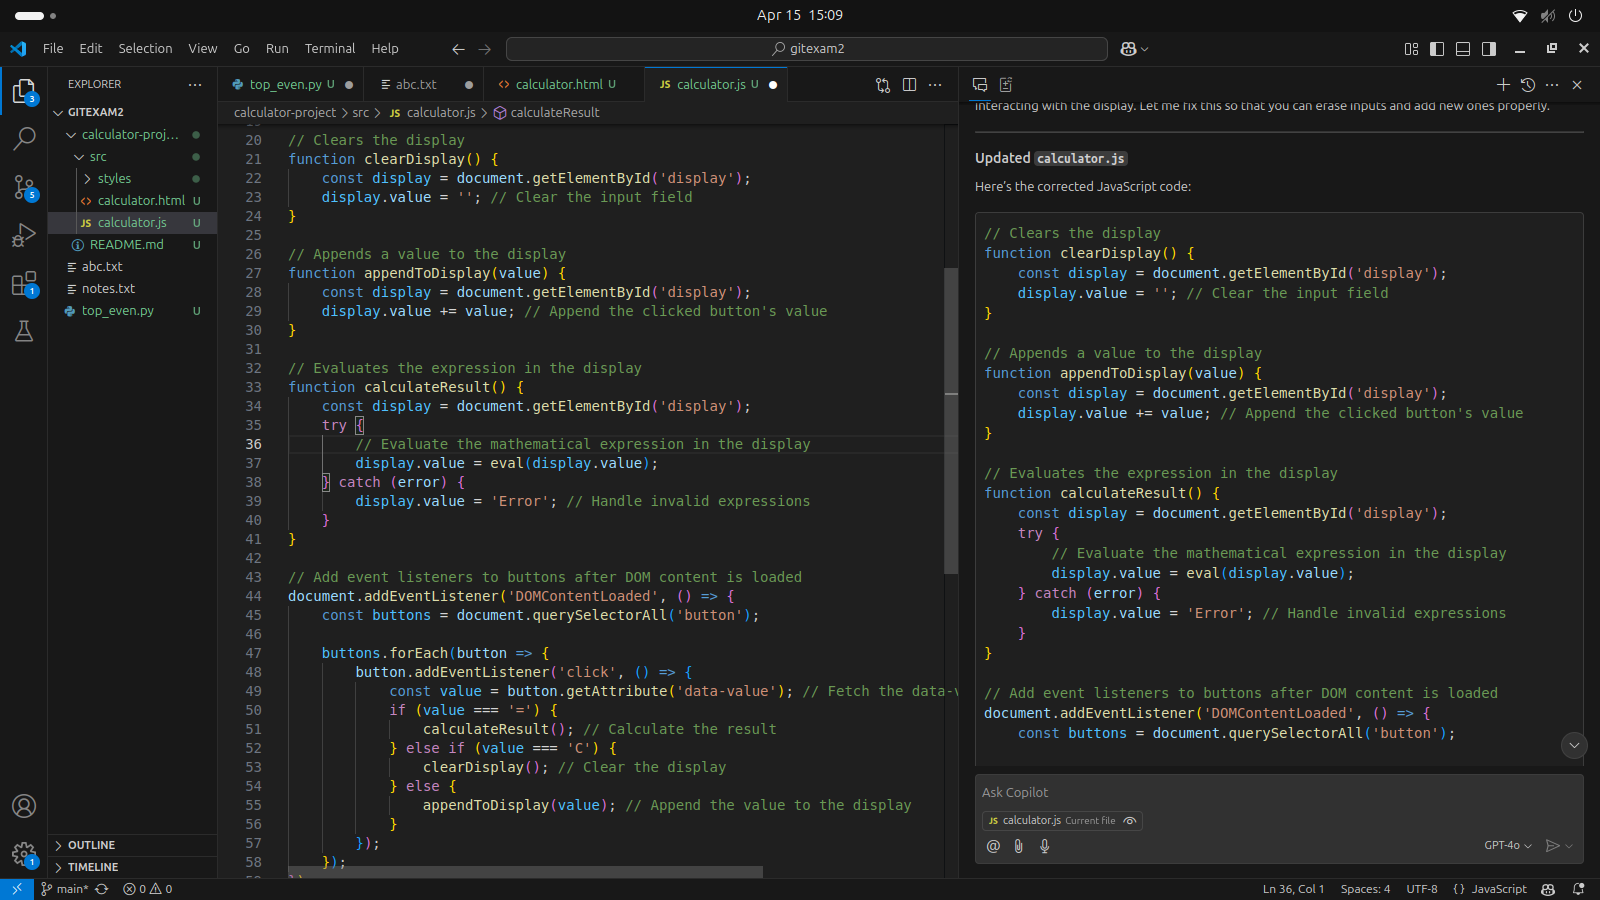 Apr 15 15:09
File Edit Selection View Go Run Terminal Help
gitexam2
EXPLORER
GITEXAM2
calculator-proj...
src
styles
calculator.html U
JS calculator.js U
README.md U
abc.txt
notes.txt
top_even.py U
OUTLINE
TIMELINE
3
5
1
1
top_even.py U
abc.txt
calculator.html U
JS calculator.js U
calculator-project > src > JS calculator.js > calculateResult
20 // Clears the display
21 function clearDisplay() {
22 const display = document.getElementById('display');
23 display.value = ''; // Clear the input field
24 }
25
26 // Appends a value to the display
27 function appendToDisplay(value) {
28 const display = document.getElementById('display');
29 display.value += value; // Append the clicked button's value
30 }
31
32 // Evaluates the expression in the display
33 function calculateResult() {
34 const display = document.getElementById('display');
35 try {
36 // Evaluate the mathematical expression in the display
37 display.value = eval(display.value);
38 } catch (error) {
39 display.value = 'Error'; // Handle invalid expressions
40 }
41 }
42
43 // Add event listeners to buttons after DOM content is loaded
44 document.addEventListener('DOMContentLoaded', () => {
45 const buttons = document.querySelectorAll('button');
46
47 buttons.forEach(button => {
48 button.addEventListener('click', () => {
49 const value = button.getAttribute('data-value'); // Fetch the data-v
50 if (value === '=') {
51 calculateResult(); // Calculate the result
52 } else if (value === 'C') {
53 clearDisplay(); // Clear the display
54 } else {
55 appendToDisplay(value); // Append the value to the display
56 }
57 });
58 });
interacting with the display. Let me fix this so that you can erase inputs and add new ones properly.
Updated calculator.js
Here's the corrected JavaScript code:
// Clears the display
function clearDisplay() {
const display = document.getElementById('display');
display.value = ''; // Clear the input field
}
// Appends a value to the display
function appendToDisplay(value) {
const display = document.getElementById('display');
display.value += value; // Append the clicked button's value
}
// Evaluates the expression in the display
function calculateResult() {
const display = document.getElementById('display');
try {
// Evaluate the mathematical expression in the display
display.value = eval(display.value);
} catch (error) {
display.value = 'Error'; // Handle invalid expressions
}
}
// Add event listeners to buttons after DOM content is loaded
document.addEventListener('DOMContentLoaded', () => {
const buttons = document.querySelectorAll('button');
Ask Copilot
JS calculator.js Current file
@ GPT-4o
main* 0 0
Ln 36, Col 1 Spaces: 4 UTF-8 {} JavaScript